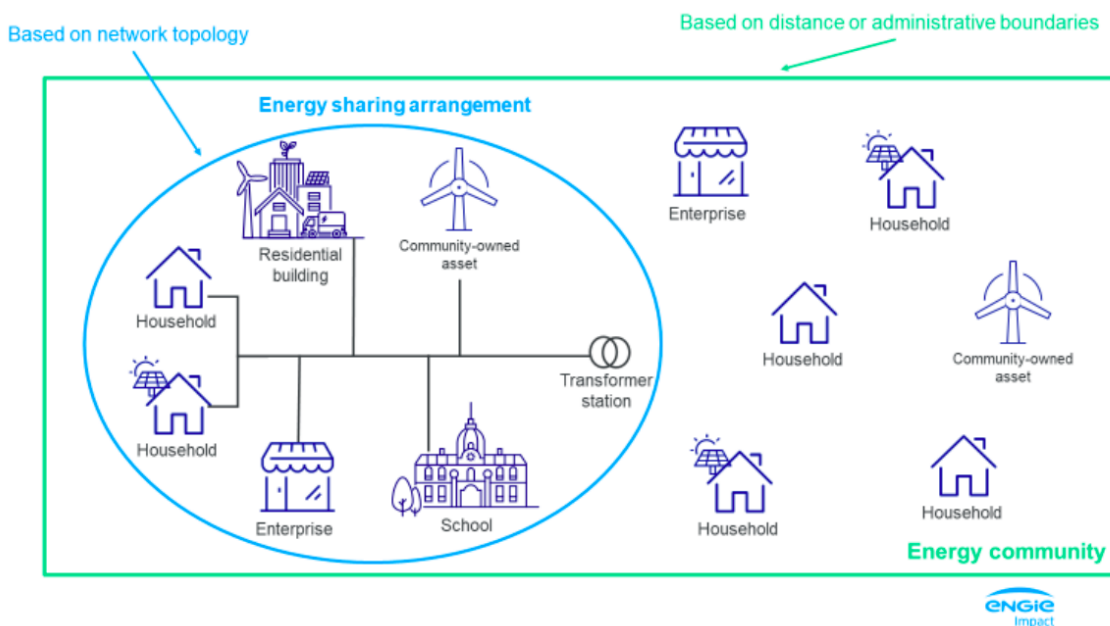 Based on network topology
Based on distance or administrative boundaries
Energy sharing arrangement
Residential
building
Community-owned
asset
Household
Household
Enterprise
School
Transformer
station
Enterprise
Household
Household
Community-owned
asset
Household
Household
Energy community
ENGIE
Impact